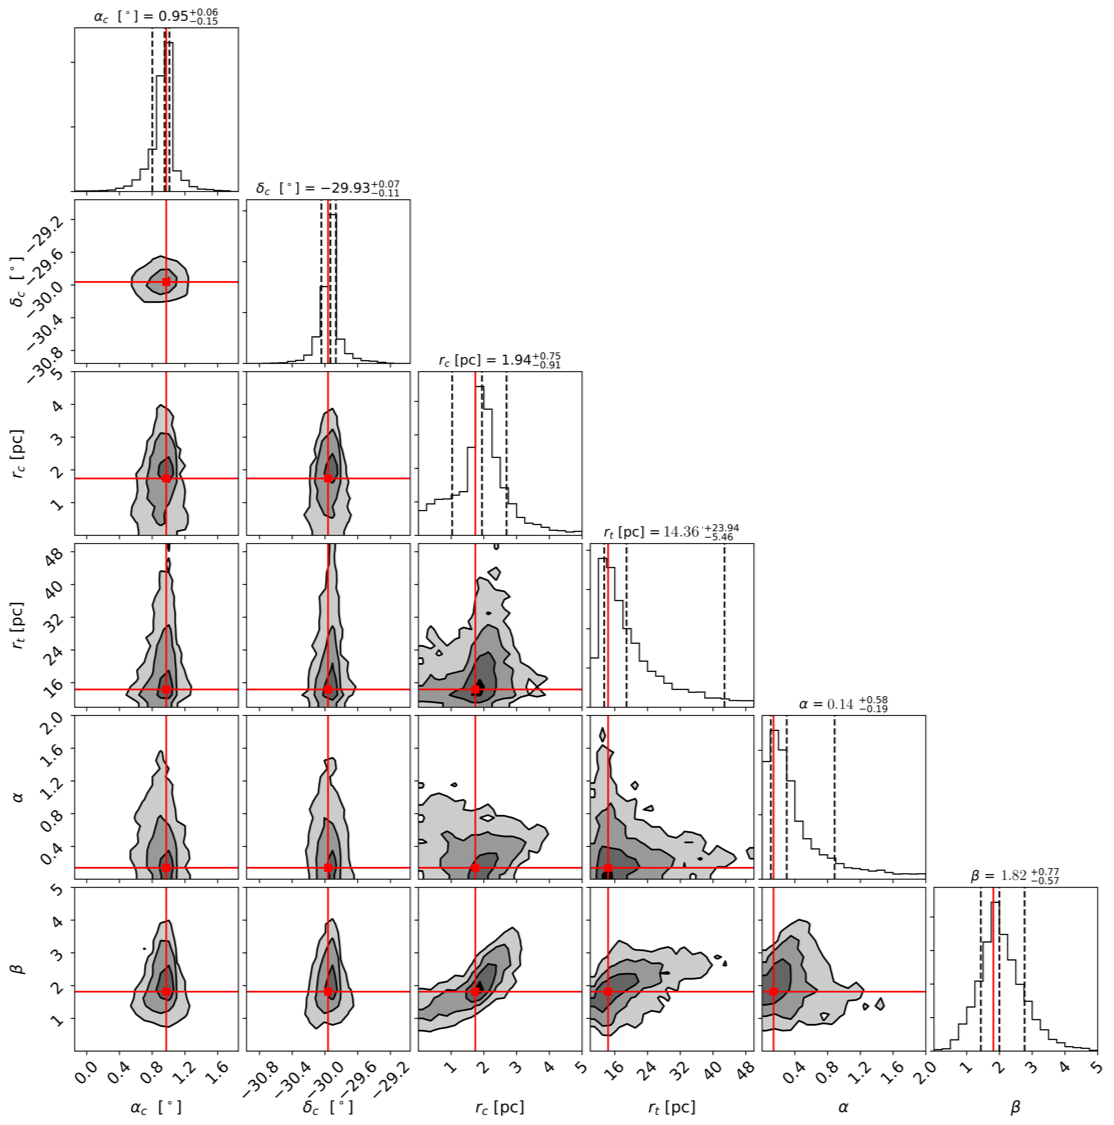 α_c [°] = 0.95^{+0.06}_{−0.15}
δ_c [°] = −29.93^{+0.07}_{−0.11}
δ_c [°]
−29.2
−29.6
−30.0
−30.4
−30.8
r_c [pc] = 1.94^{+0.75}_{−0.91}
r_c [pc]
5
4
3
2
1
r_t [pc] = 14.36^{+23.94}_{−5.46}
r_t [pc]
48
40
32
24
16
α = 0.14^{+0.58}_{−0.19}
α
2.0
1.6
1.2
0.8
0.4
β = 1.82^{+0.77}_{−0.57}
β
5
4
3
2
1
0.0 0.4 0.8 1.2 1.6 −30.8 −30.4 −30.0 −29.6 −29.2 1 2 3 4 5 16 24 32 40 48 0.4 0.8 1.2 1.6 2.0 1 2 3 4 5
α_c [°] δ_c [°] r_c [pc] r_t [pc] α β